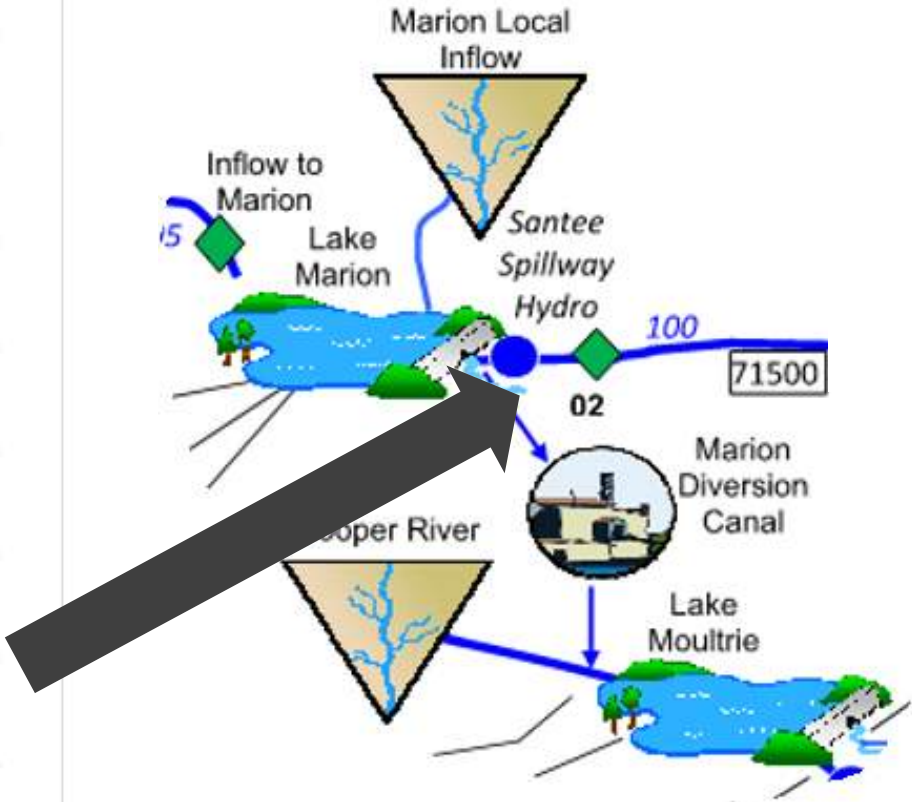 Marion Local
Inflow
Inflow to
Marion
Lake
Marion
Santee
Spillway
Hydro
100
71500
02
Marion
Diversion
Canal
River
Lake
Moultrie